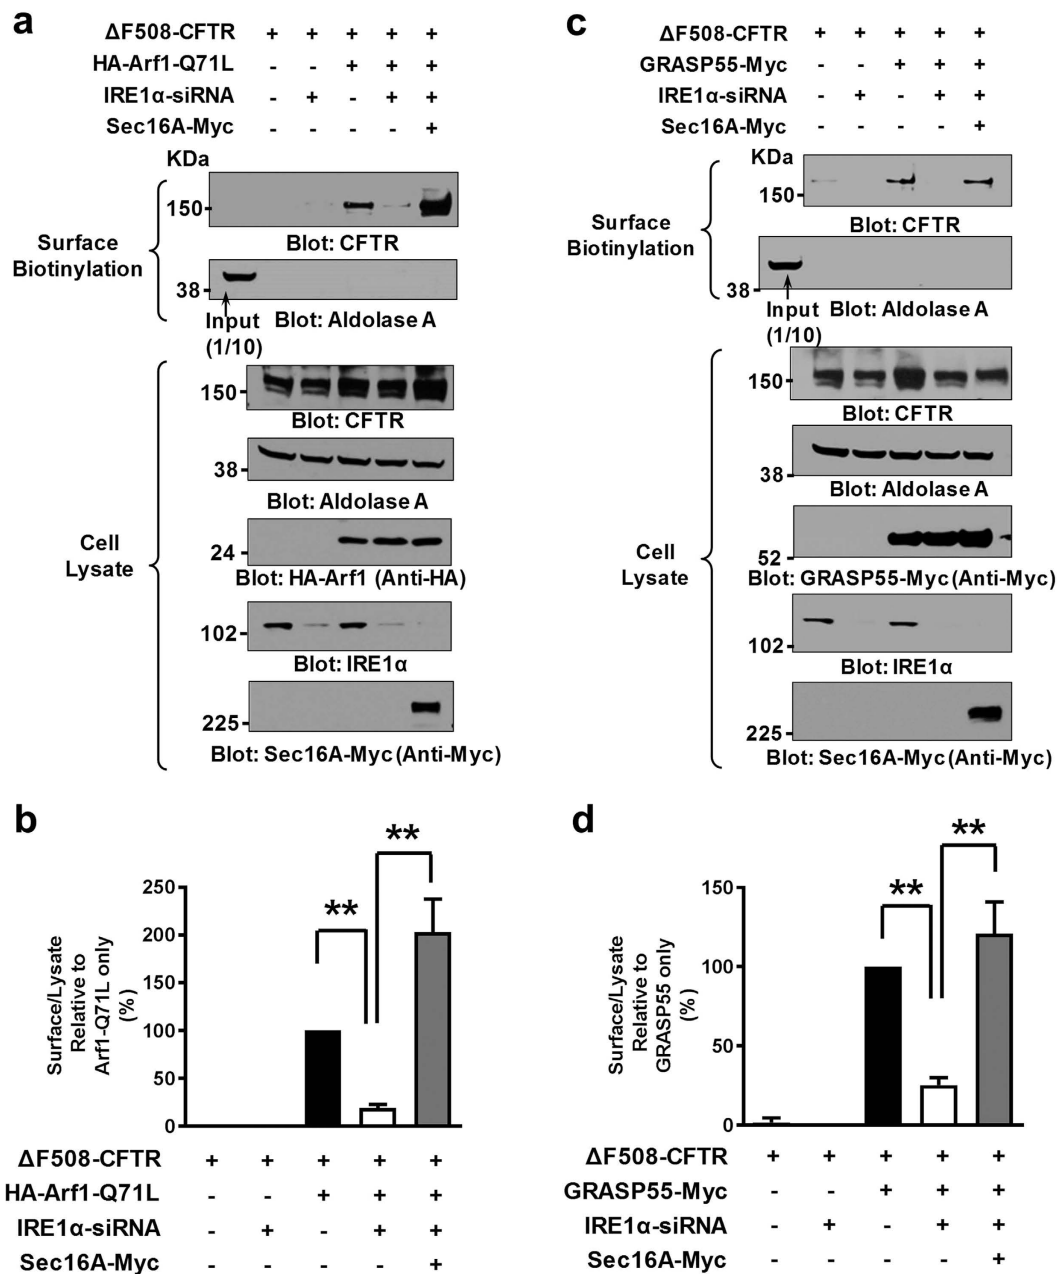 a
ΔF508-CFTR + + + + +
HA-Arf1-Q71L - - + + +
IRE1α-siRNA - + - + +
Sec16A-Myc - - - - +
KDa
150
Blot: CFTR
Surface
Biotinylation
38
Input
(1/10)
Blot: Aldolase A
150
Blot: CFTR
38
Blot: Aldolase A
Cell
Lysate
24
Blot: HA-Arf1 (Anti-HA)
102
Blot: IRE1α
225
Blot: Sec16A-Myc (Anti-Myc)
c
ΔF508-CFTR + + + + +
GRASP55-Myc - - + + +
IRE1α-siRNA - + - + +
Sec16A-Myc - - - - +
KDa
150
Blot: CFTR
Surface
Biotinylation
38
Input
(1/10)
Blot: Aldolase A
150
Blot: CFTR
38
Blot: Aldolase A
Cell
Lysate
52
Blot: GRASP55-Myc (Anti-Myc)
102
Blot: IRE1α
225
Blot: Sec16A-Myc (Anti-Myc)
b
**
**
250
200
150
100
50
0
Surface/Lysate
Relative to
Arf1-Q71L only
(%)
ΔF508-CFTR + + + + +
HA-Arf1-Q71L - - + + +
IRE1α-siRNA - + - + +
Sec16A-Myc - - - - +
d
**
**
150
100
50
0
Surface/Lysate
Relative to
GRASP55 only
(%)
ΔF508-CFTR + + + + +
GRASP55-Myc - - + + +
IRE1α-siRNA - + - + +
Sec16A-Myc - - - - +